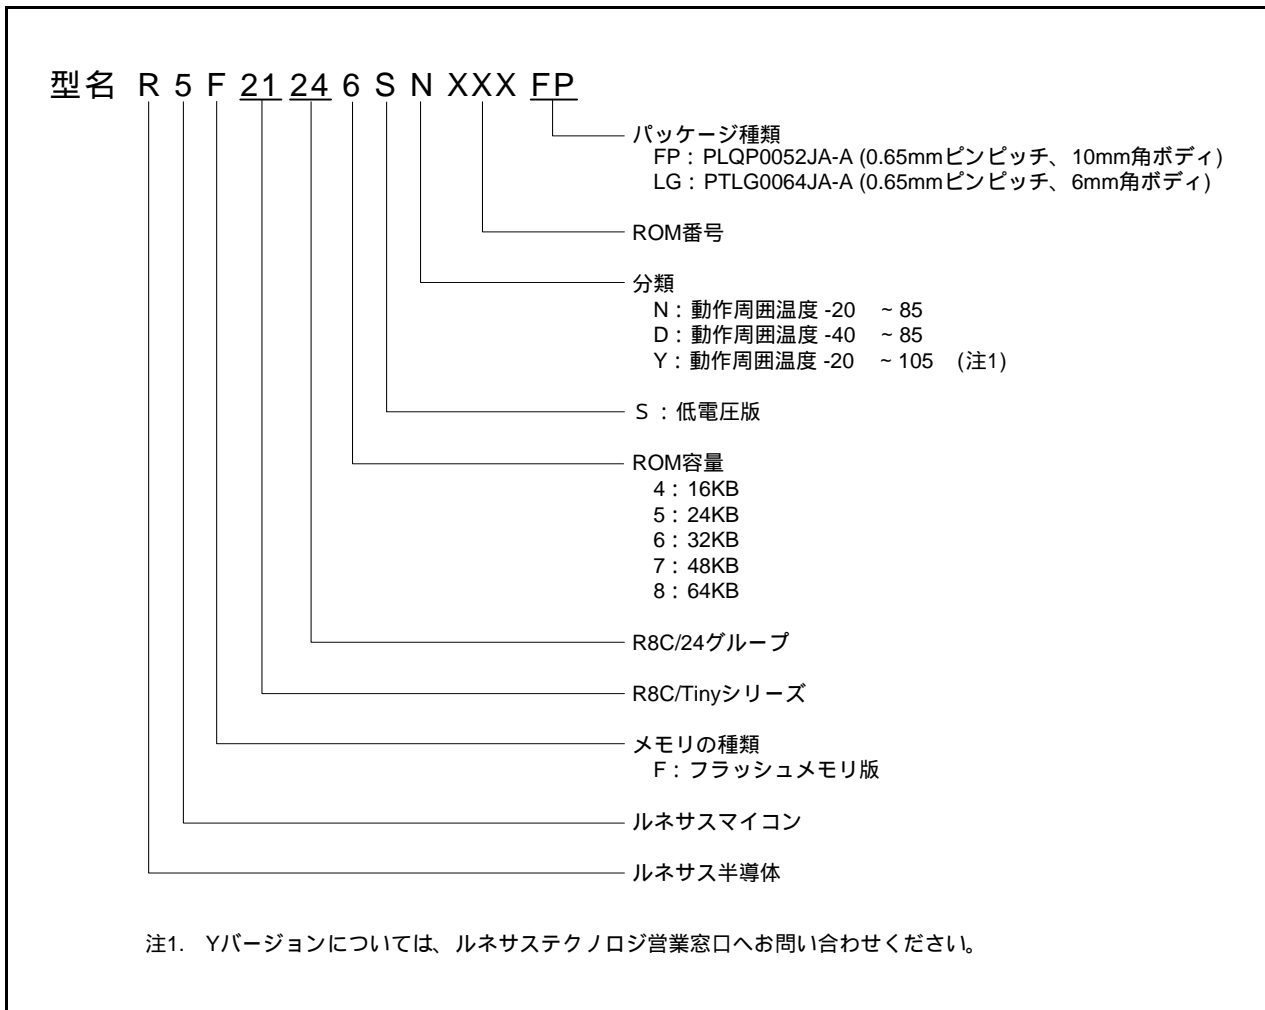 型名 R 5 F 21 24 6 S N XXX FP
パッケージ種類
FP : PLQP0052JA-A (0.65mmピンピッチ、10mm角ボディ)
LG : PTLG0064JA-A (0.65mmピンピッチ、6mm角ボディ)
ROM番号
分類
N : 動作周囲温度 -20 ~ 85
D : 動作周囲温度 -40 ~ 85
Y : 動作周囲温度 -20 ~ 105 (注1)
S : 低電圧版
ROM容量
4 : 16KB
5 : 24KB
6 : 32KB
7 : 48KB
8 : 64KB
R8C/24グループ
R8C/Tinyシリーズ
メモリの種類
F : フラッシュメモリ版
ルネサスマイコン
ルネサス半導体
注1. Yバージョンについては、ルネサステクノロジ営業窓口へお問い合わせください。